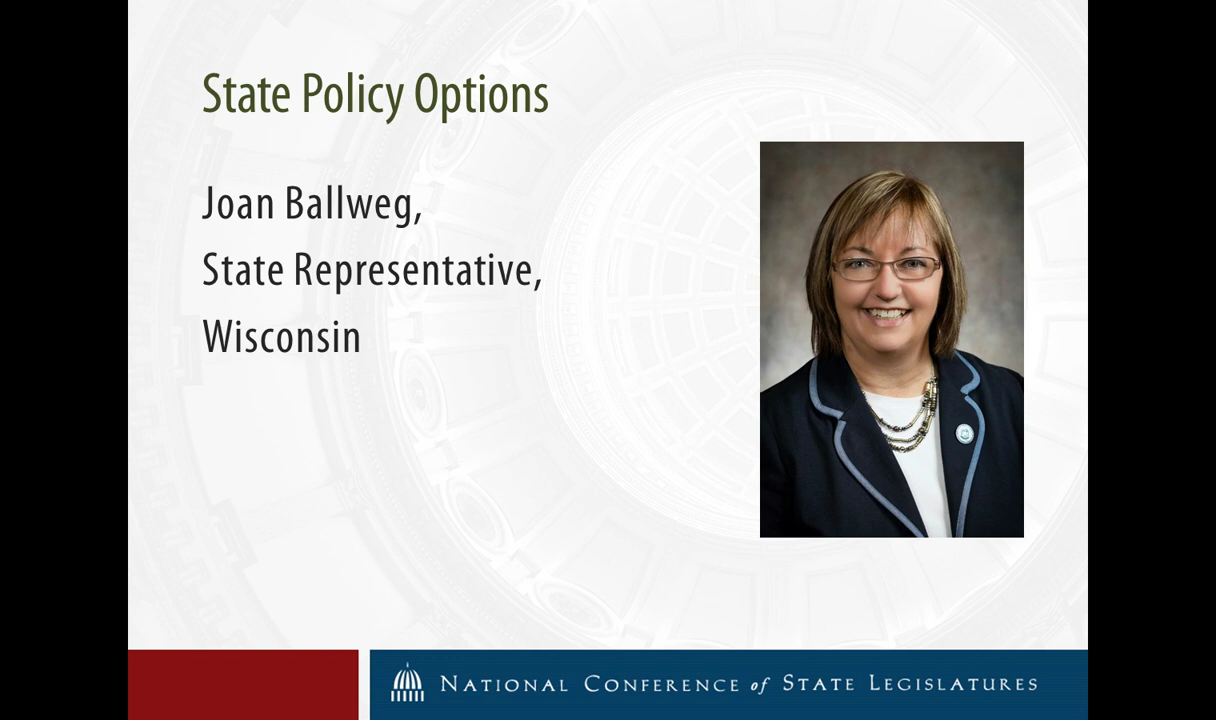 State Policy Options
Joan Ballweg,
State Representative,
Wisconsin
NATIONAL CONFERENCE of STATE LEGISLATURES